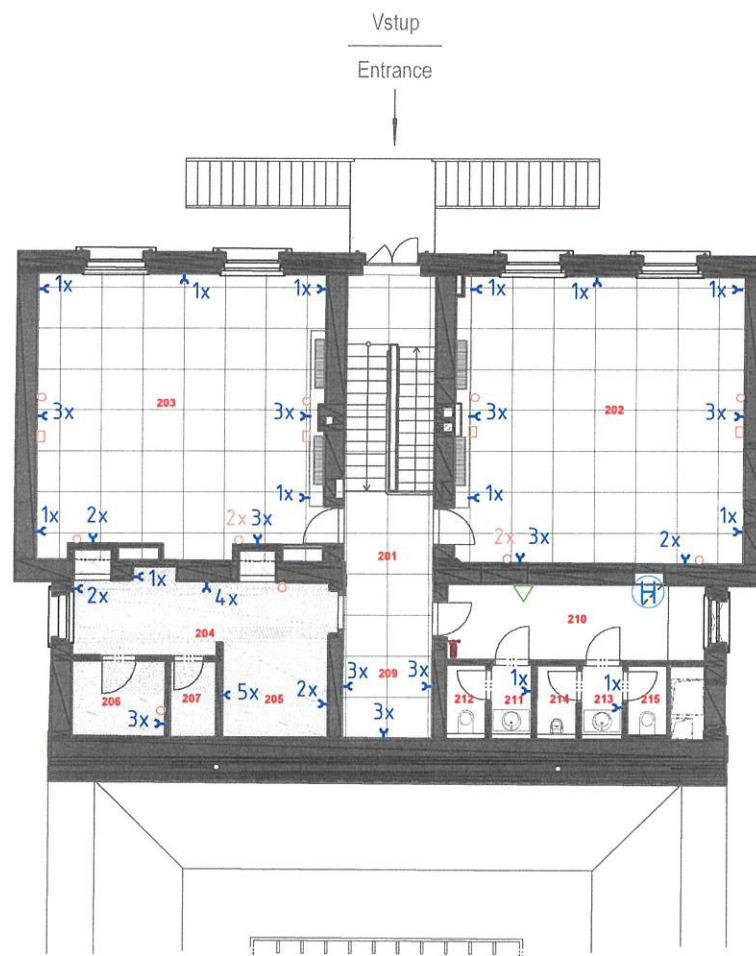 Vstup
Entrance
1x 1x 1x 1x 1x 1x
203 3x 3x 3x 202 3x
1x 1x
1x 2x 2x 3x 2x 3x 2x 1x
201
1x
2x 4x H
204 210
206 207 5x 205 2x 3x 209 3x 212 211 1x 214 213 1x 215
3x 3x